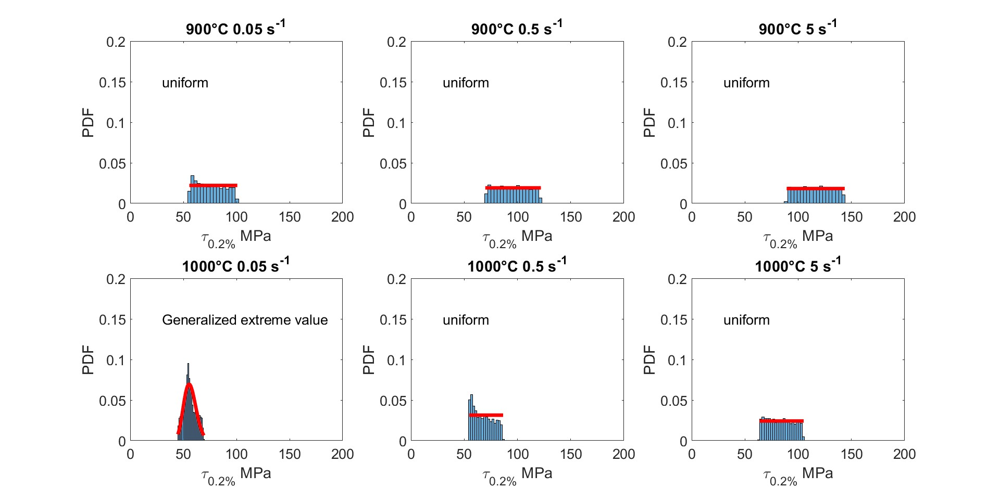 900°C 0.05 s-1
0.2
0.15
0.1
0.05
0
PDF
uniform
0 50 100 150 200
τ0.2% MPa
900°C 0.5 s-1
0.2
0.15
0.1
0.05
0
PDF
uniform
0 50 100 150 200
τ0.2% MPa
900°C 5 s-1
0.2
0.15
0.1
0.05
0
PDF
uniform
0 50 100 150 200
τ0.2% MPa
1000°C 0.05 s-1
0.2
0.15
0.1
0.05
0
PDF
Generalized extreme value
0 50 100 150 200
τ0.2% MPa
1000°C 0.5 s-1
0.2
0.15
0.1
0.05
0
PDF
uniform
0 50 100 150 200
τ0.2% MPa
1000°C 5 s-1
0.2
0.15
0.1
0.05
0
PDF
uniform
0 50 100 150 200
τ0.2% MPa